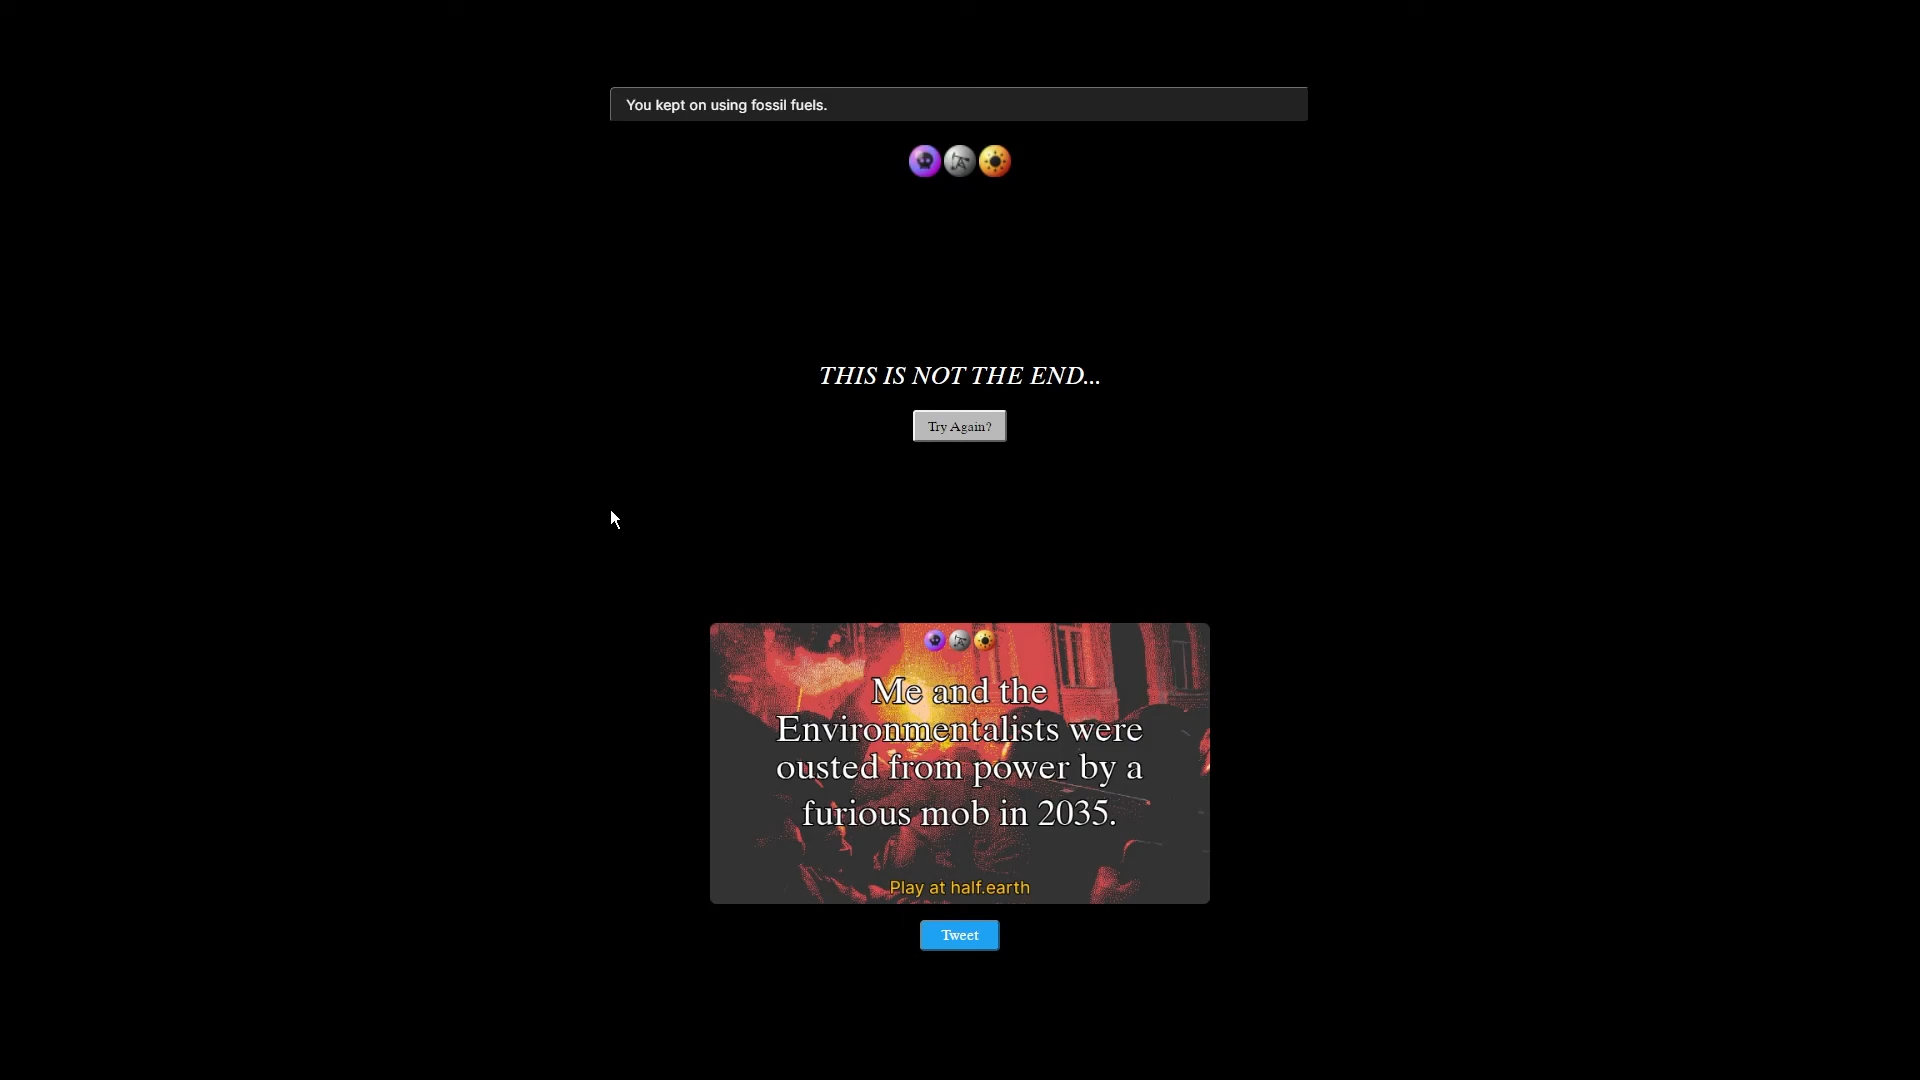 You kept on using fossil fuels.
THIS IS NOT THE END...
Try Again?
Me and the
Environmentalists were
ousted from power by a
furious mob in 2035.
Play at half.earth
Tweet